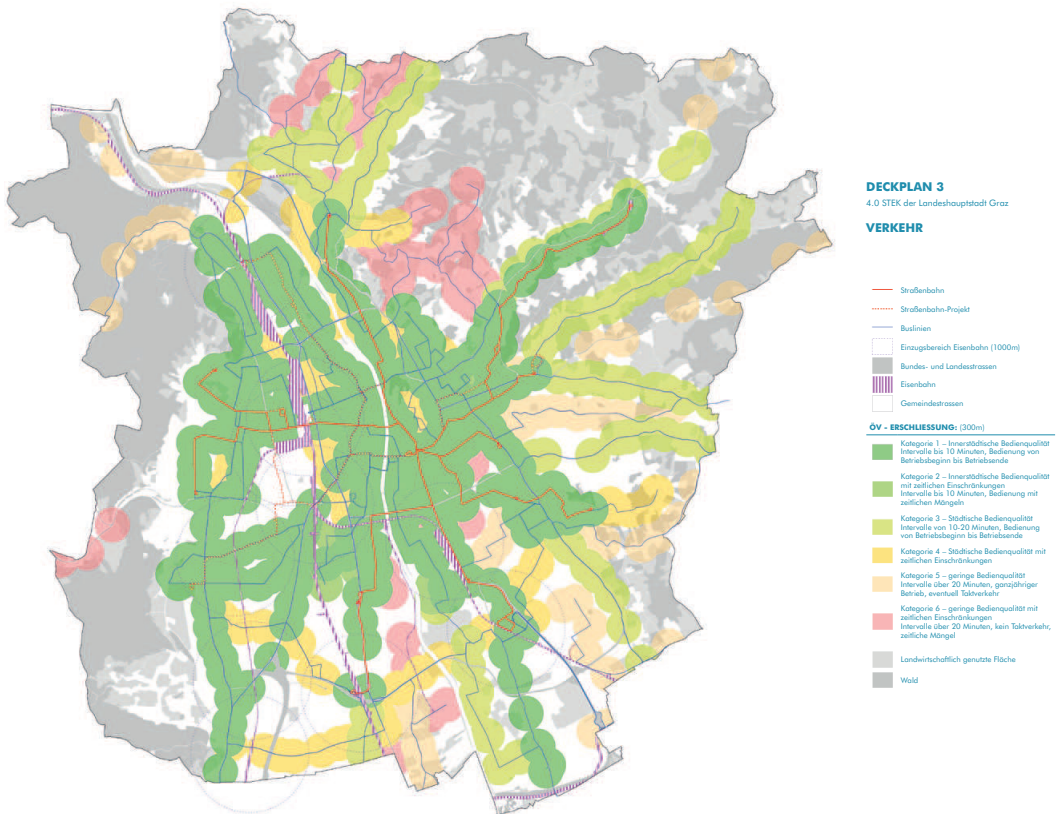 DECKPLAN 3
4.0 STEK der Landeshauptstadt Graz
VERKEHR
Straßenbahn
Straßenbahn-Projekt
Buslinien
Einzugsbereich Eisenbahn (1000m)
Bundes- und Landesstrassen
Eisenbahn
Gemeindestrassen
ÖV - ERSCHLIESSUNG: (300m)
Kategorie 1 – Innerstädtische Bedienqualität
Intervalle bis 10 Minuten, Bedienung von
Betriebsbeginn bis Betriebsende
Kategorie 2 – Innerstädtische Bedienqualität
mit zeitlichen Einschränkungen
Intervalle bis 10 Minuten, Bedienung mit
zeitlichen Mängeln
Kategorie 3 – Städtische Bedienqualität
Intervalle von 10-20 Minuten, Bedienung
von Betriebsbeginn bis Betriebsende
Kategorie 4 – Städtische Bedienqualität mit
zeitlichen Einschränkungen
Kategorie 5 – geringe Bedienqualität
Intervalle über 20 Minuten, ganzjähriger
Betrieb, eventuell Taktverkehr
Kategorie 6 – geringe Bedienqualität mit
zeitlichen Einschränkungen
Intervalle über 20 Minuten, kein Taktverkehr,
zeitliche Mängel
Landwirtschaftlich genutzte Fläche
Wald